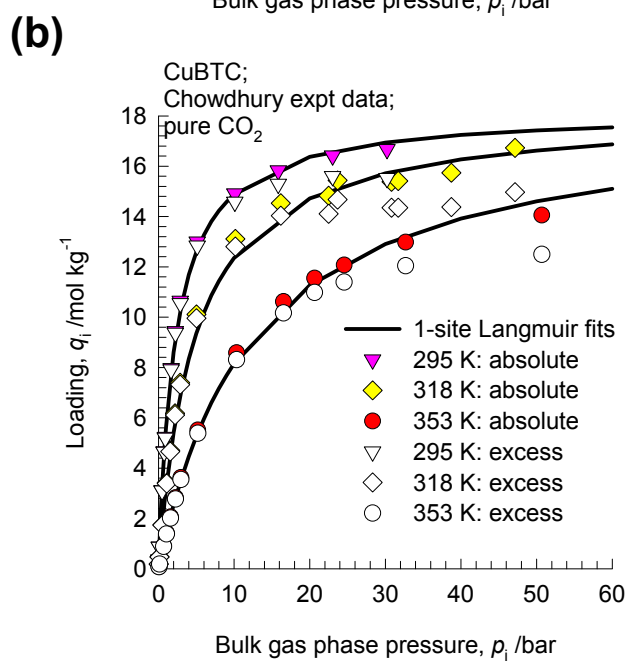 Bulk gas phase pressure, pi /bar
(b)
CuBTC;
Chowdhury expt data;
pure CO2
18
16
14
12
10
8
6
4
2
0
Loading, qi /mol kg-1
1-site Langmuir fits
295 K: absolute
318 K: absolute
353 K: absolute
295 K: excess
318 K: excess
353 K: excess
0 10 20 30 40 50 60
Bulk gas phase pressure, pi /bar